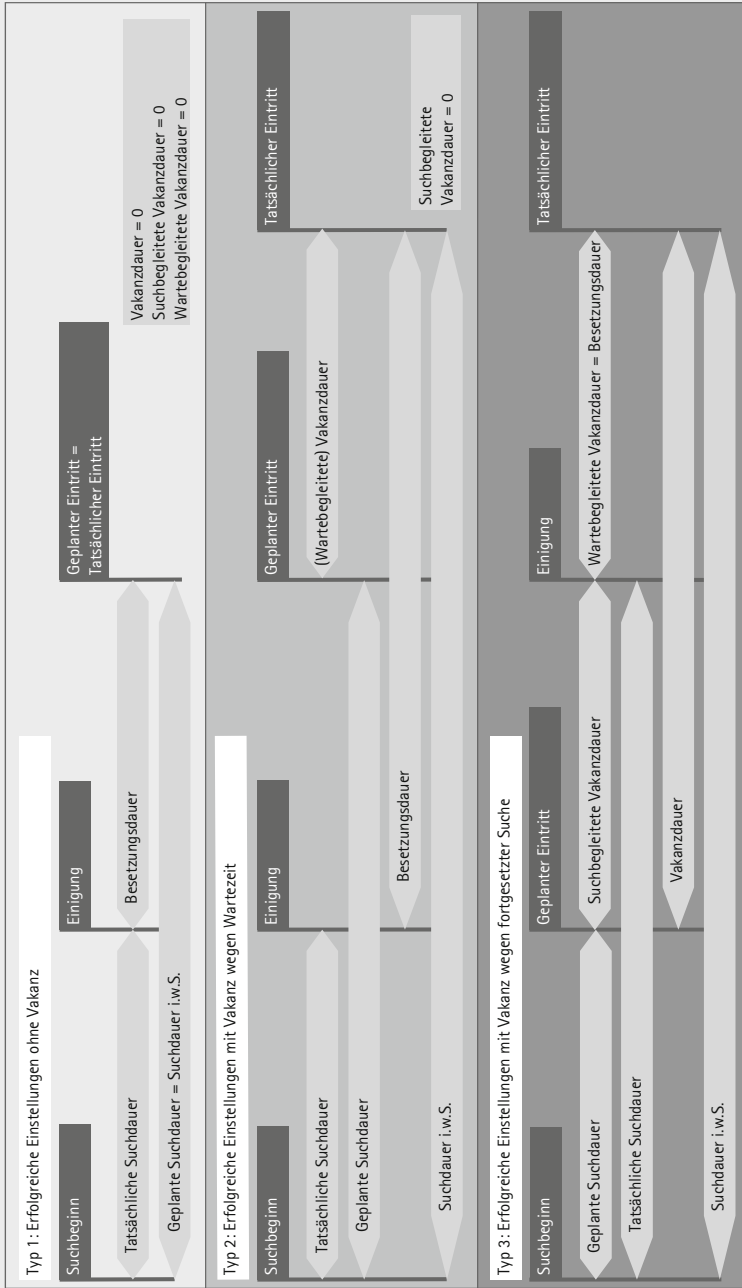 Typ 1: Erfolgreiche Einstellungen ohne Vakanz
Suchbeginn
Einigung
Geplanter Eintritt =
Tatsächlicher Eintritt
Tatsächliche Suchdauer
Besetzungsdauer
Geplante Suchdauer = Suchdauer i.w.S.
Vakanzdauer = 0
Suchbegleitete Vakanzdauer = 0
Wartebegleitete Vakanzdauer = 0
Typ 2: Erfolgreiche Einstellungen mit Vakanz wegen Wartezeit
Suchbeginn
Einigung
Geplanter Eintritt
Tatsächlicher Eintritt
Tatsächliche Suchdauer
(Wartebegleitete) Vakanzdauer
Geplante Suchdauer
Besetzungsdauer
Suchdauer i.w.S.
Suchbegleitete
Vakanzdauer = 0
Typ 3: Erfolgreiche Einstellungen mit Vakanz wegen fortgesetzter Suche
Suchbeginn
Geplanter Eintritt
Einigung
Tatsächlicher Eintritt
Geplante Suchdauer
Suchbegleitete Vakanzdauer
Wartebegleitete Vakanzdauer = Besetzungsdauer
Tatsächliche Suchdauer
Vakanzdauer
Suchdauer i.w.S.